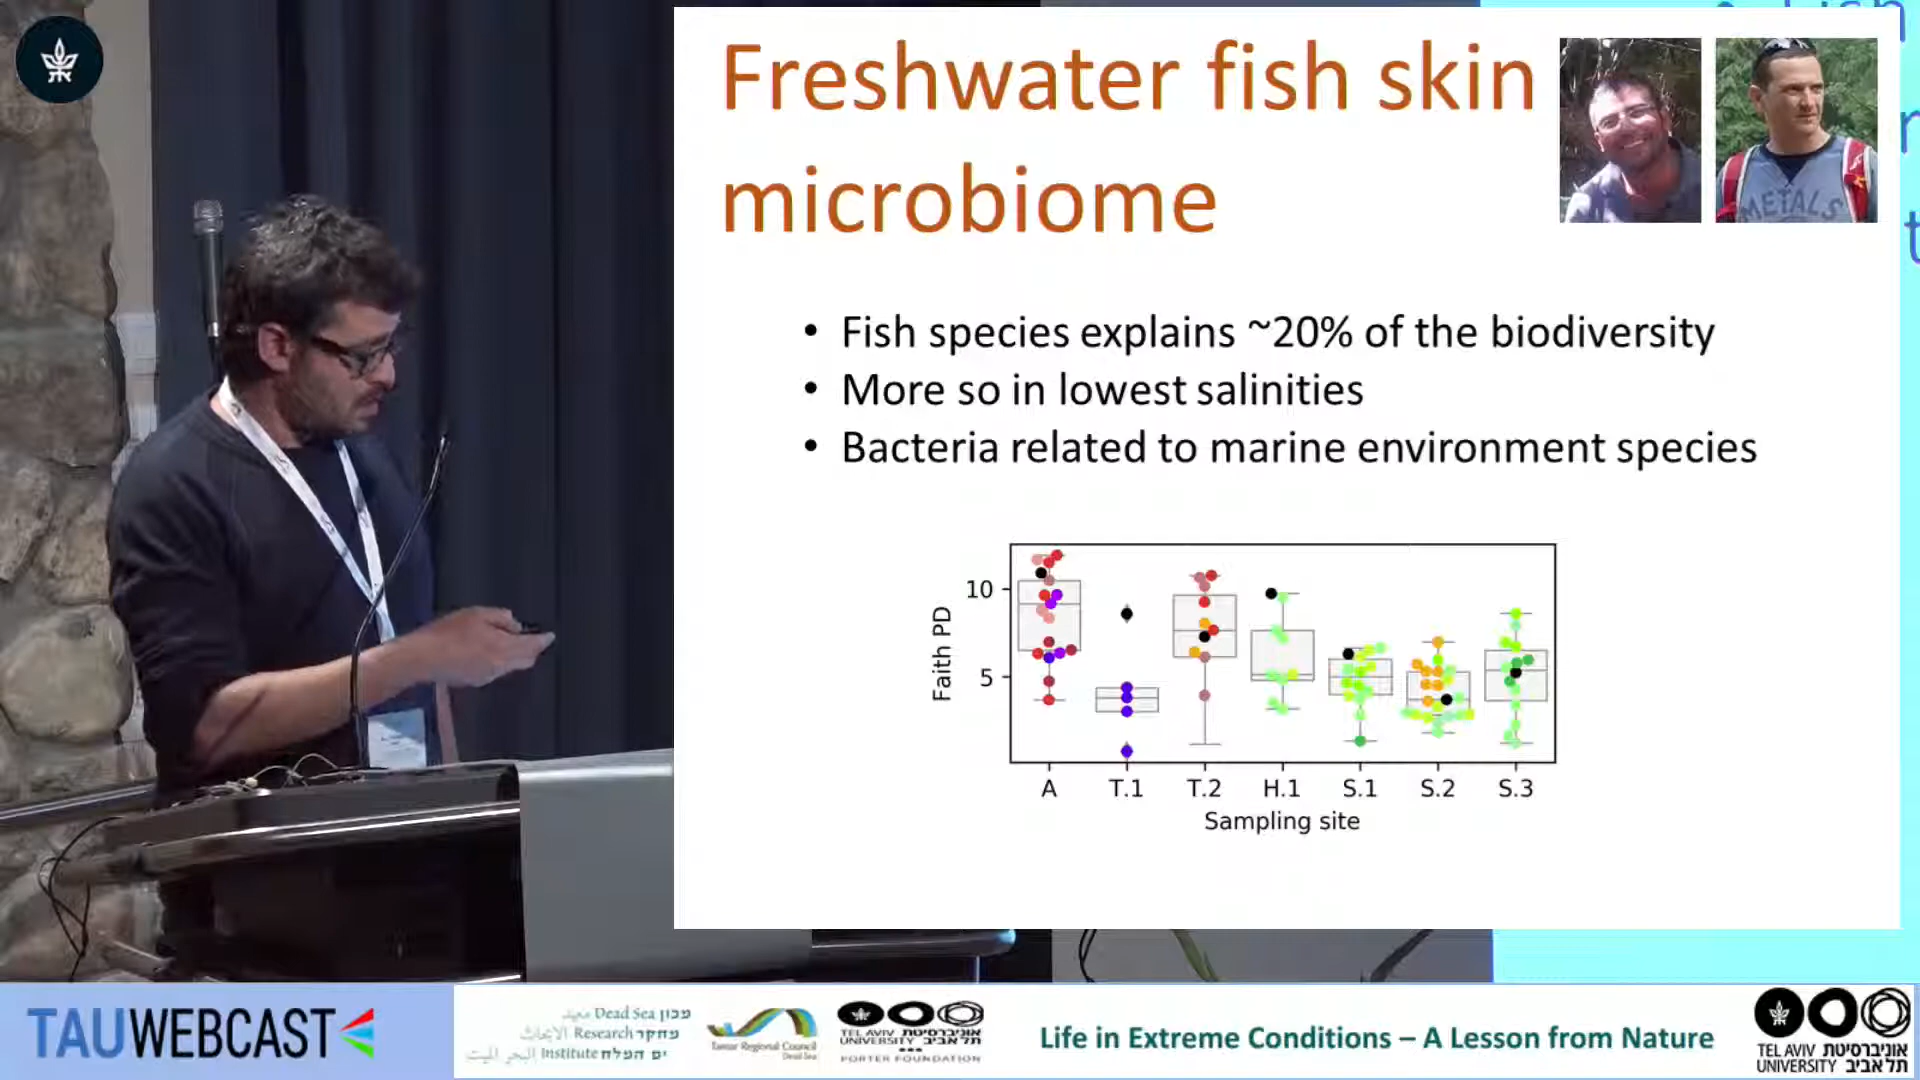 Freshwater fish skin
microbiome
METALS
• Fish species explains ~20% of the biodiversity
• More so in lowest salinities
• Bacteria related to marine environment species
10
5
Faith PD
A T.1 T.2 H.1 S.1 S.2 S.3
Sampling site
TAUWEBCAST
Dead Sea מכון
Research מחקר
Institute ים המלח
Tamar Regional Council
Dead Sea
TEL AVIV אוניברסיטת
UNIVERSITY תל אביב
PORTER FOUNDATION
Life in Extreme Conditions – A Lesson from Nature
TEL AVIV אוניברסיטת
UNIVERSITY תל אביב